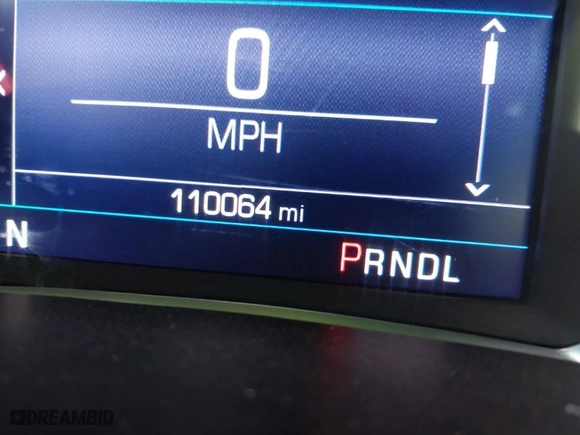 0
MPH
110064 mi
N
PRNDL
DREAMBID